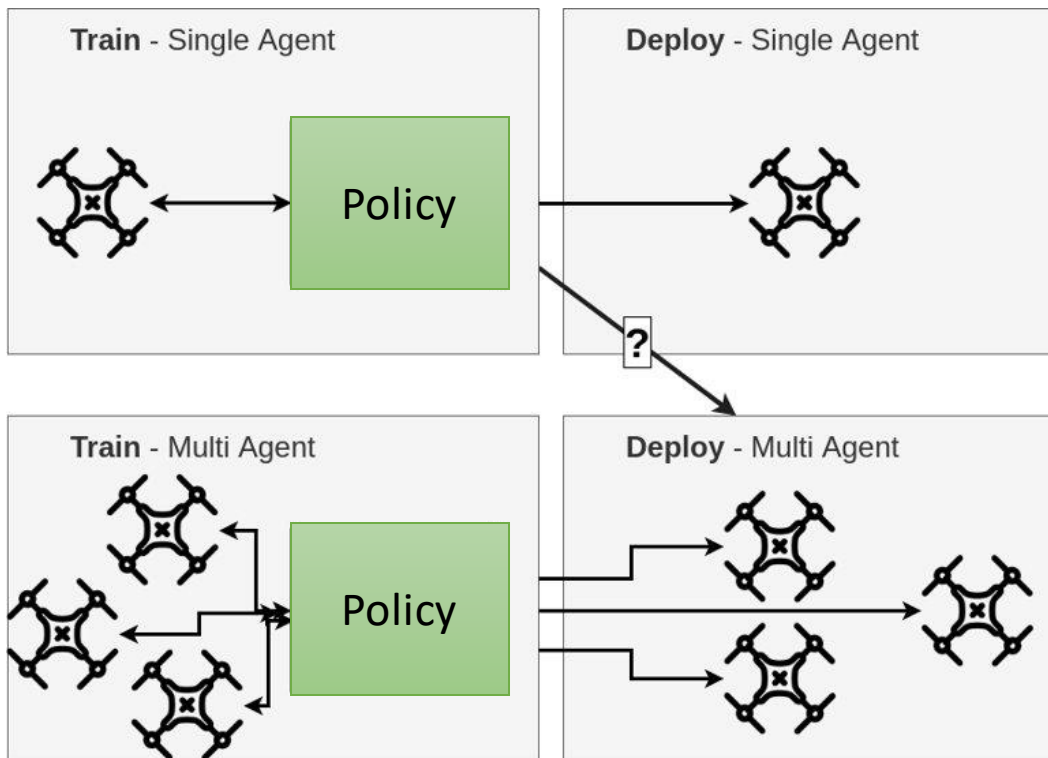 Train - Single Agent
Deploy - Single Agent
Policy
?
Train - Multi Agent
Deploy - Multi Agent
Policy